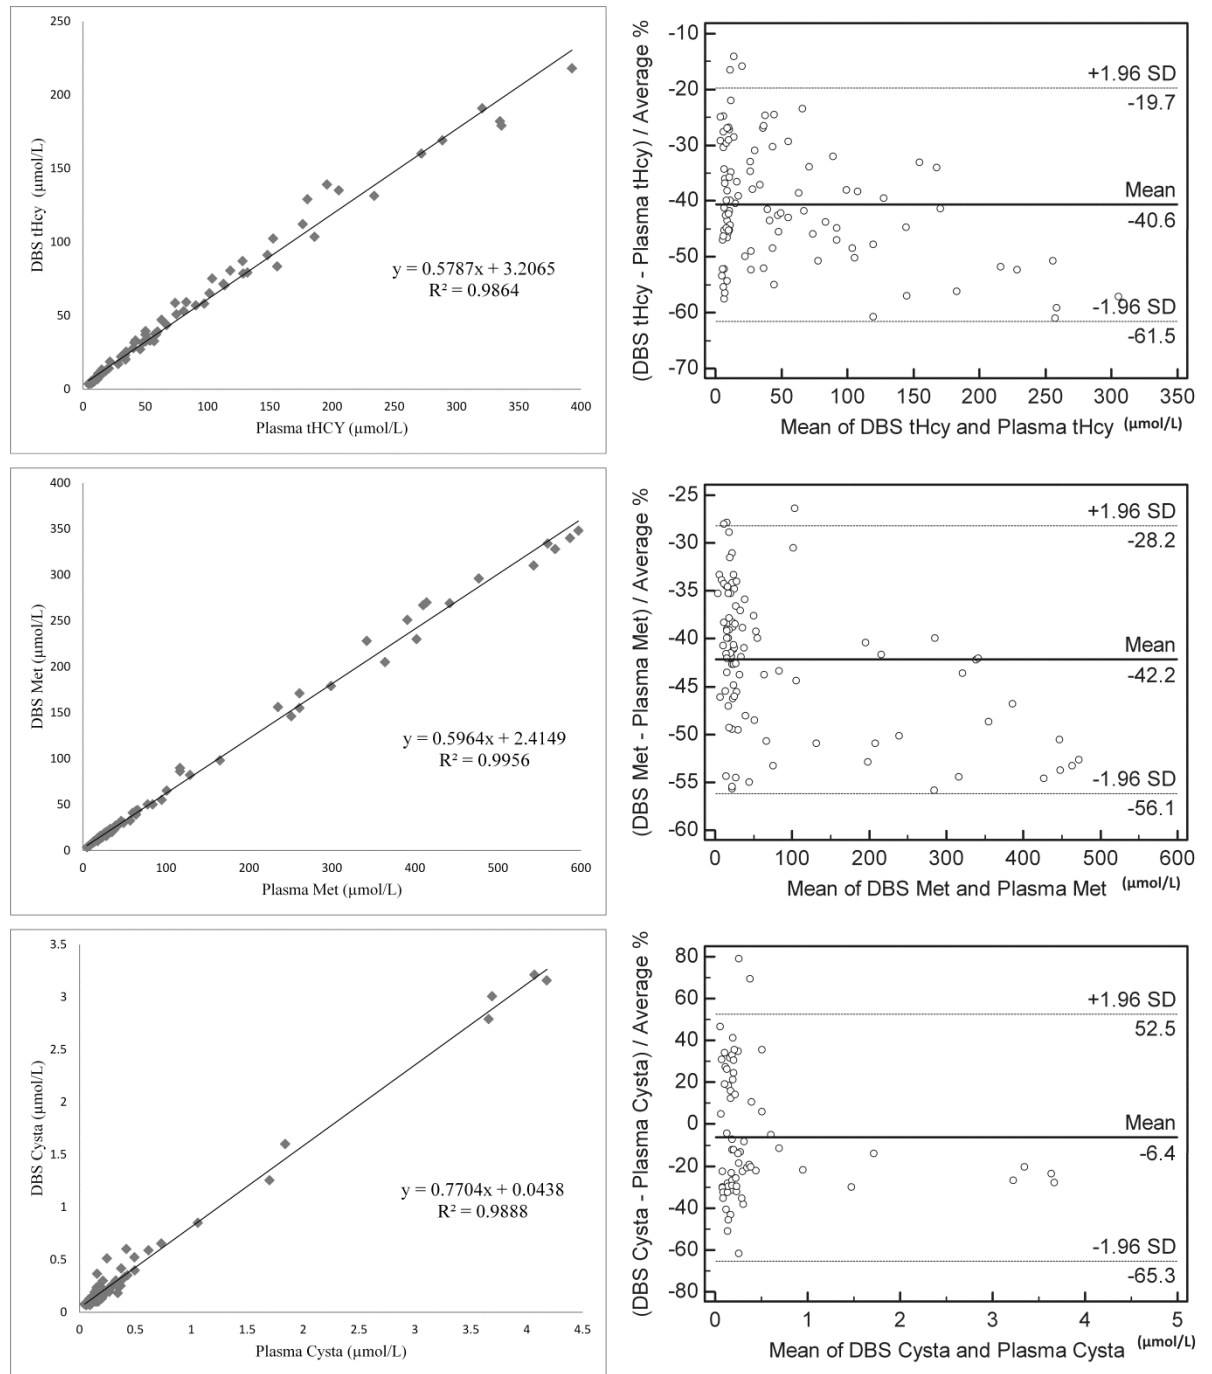 250
200
150
100
50
0
0 50 100 150 200 250 300 350 400
DBS tHcy (µmol/L)
y = 0.5787x + 3.2065
R² = 0.9864
Plasma tHCY (µmol/L)
(DBS tHcy - Plasma tHcy) / Average %
-10
-20
-30
-40
-50
-60
-70
+1.96 SD
-19.7
Mean
-40.6
-1.96 SD
-61.5
0 50 100 150 200 250 300 350
Mean of DBS tHcy and Plasma tHcy (µmol/L)
400
350
300
250
200
150
100
50
0
0 100 200 300 400 500 600
DBS Met (µmol/L)
y = 0.5964x + 2.4149
R² = 0.9956
Plasma Met (µmol/L)
(DBS Met - Plasma Met) / Average %
-25
-30
-35
-40
-45
-50
-55
-60
+1.96 SD
-28.2
Mean
-42.2
-1.96 SD
-56.1
0 100 200 300 400 500 600
Mean of DBS Met and Plasma Met (µmol/L)
3.5
3
2.5
2
1.5
1
0.5
0
0 0.5 1 1.5 2 2.5 3 3.5 4 4.5
DBS Cysta (µmol/L)
y = 0.7704x + 0.0438
R² = 0.9888
Plasma Cysta (µmol/L)
(DBS Cysta - Plasma Cysta) / Average %
80
60
40
20
0
-20
-40
-60
-80
+1.96 SD
52.5
Mean
-6.4
-1.96 SD
-65.3
0 1 2 3 4 5
Mean of DBS Cysta and Plasma Cysta (µmol/L)